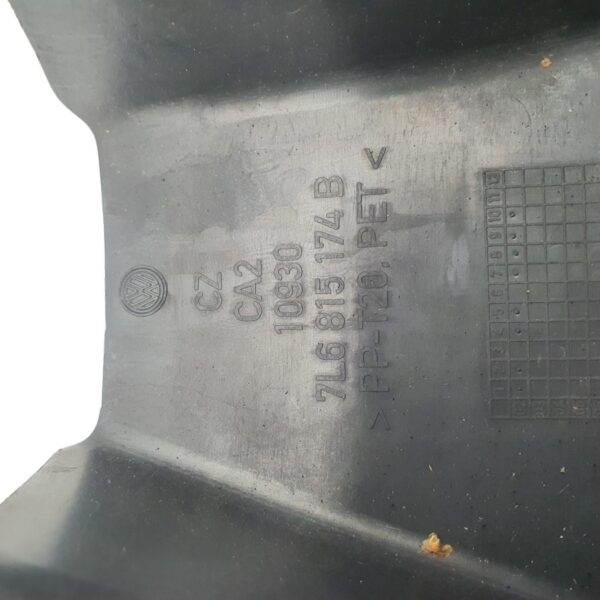 CZ
CA2
10930
7L6 815 174 B
> PP-T20, PET <